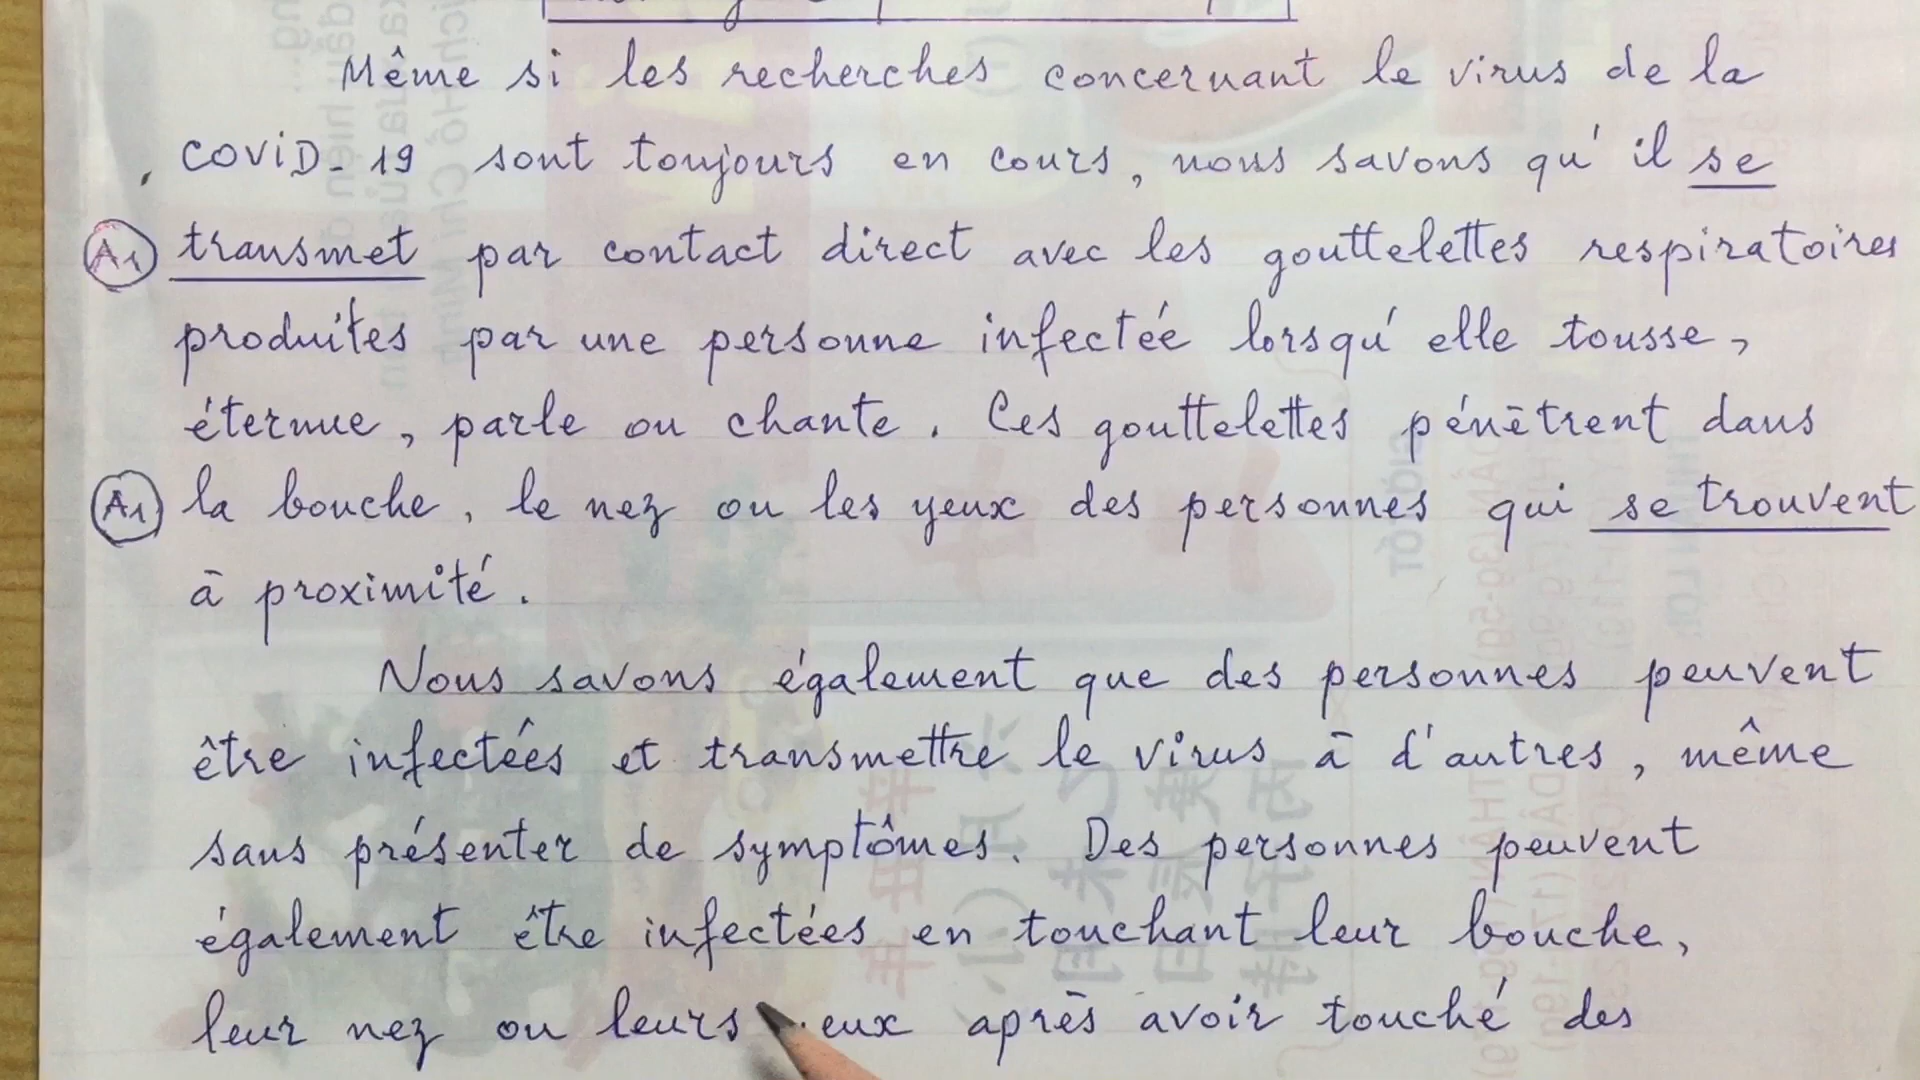 Même si les recherches concernant le virus de la
COVID-19 sont toujours en cours, nous savons qu'il se
A1 transmet par contact direct avec les gouttelettes respiratoires
produites par une personne infectée lorsqu'elle tousse,
éternue, parle ou chante. Ces gouttelettes pénètrent dans
A1 la bouche, le nez ou les yeux des personnes qui se trouvent
à proximité.
Nous savons également que des personnes peuvent
être infectées et transmettre le virus à d'autres, même
sans présenter de symptômes. Des personnes peuvent
également être infectées en touchant leur bouche,
leur nez ou leurs yeux après avoir touché des